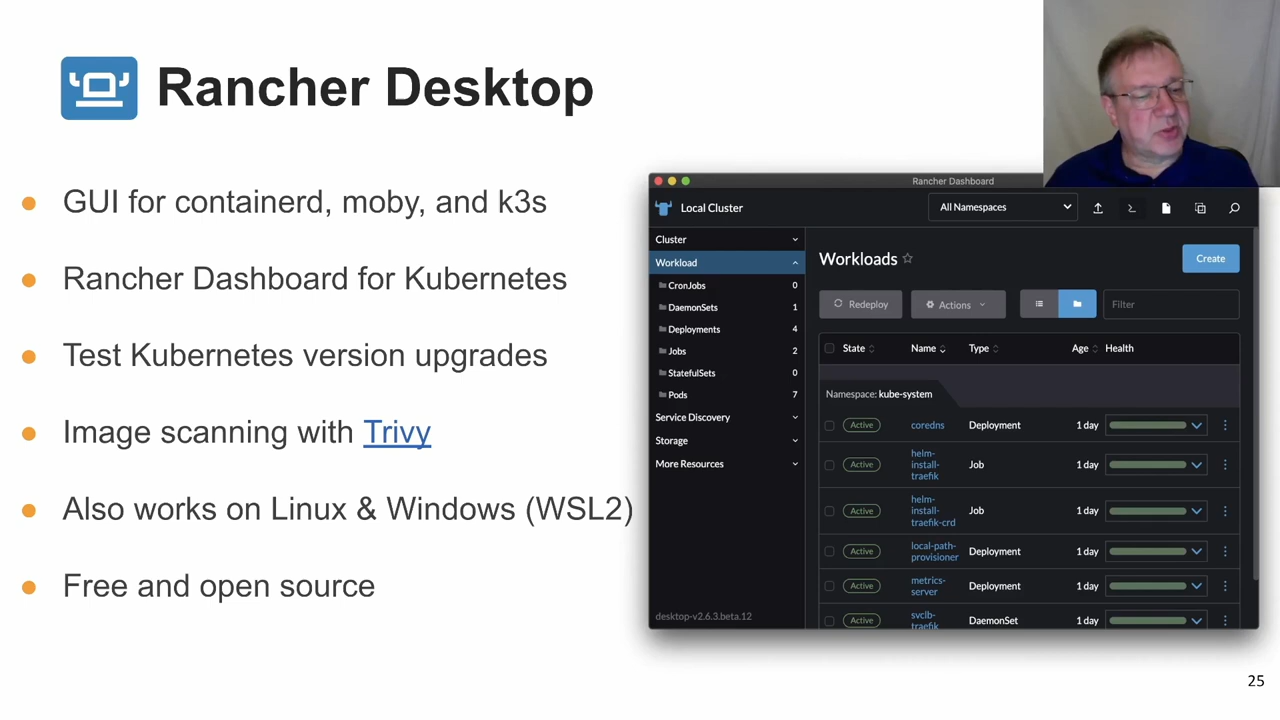 Rancher Desktop
GUI for containerd, moby, and k3s
Rancher Dashboard for Kubernetes
Test Kubernetes version upgrades
Image scanning with Trivy
Also works on Linux & Windows (WSL2)
Free and open source
Rancher Dashboard
Local Cluster
All Namespaces
Cluster
Workload
CronJobs 0
DaemonSets 1
Deployments 4
Jobs 2
StatefulSets 0
Pods 7
Service Discovery
Storage
More Resources
desktop-v2.6.3.beta.12
Workloads
Create
Redeploy
Actions
Filter
State Name Type Age Health
Namespace: kube-system
Active coredns Deployment 1 day
Active helm-install-traefik Job 1 day
Active helm-install-traefik-crd Job 1 day
Active local-path-provisioner Deployment 1 day
Active metrics-server Deployment 1 day
Active svclb-traefik DaemonSet 1 day
25